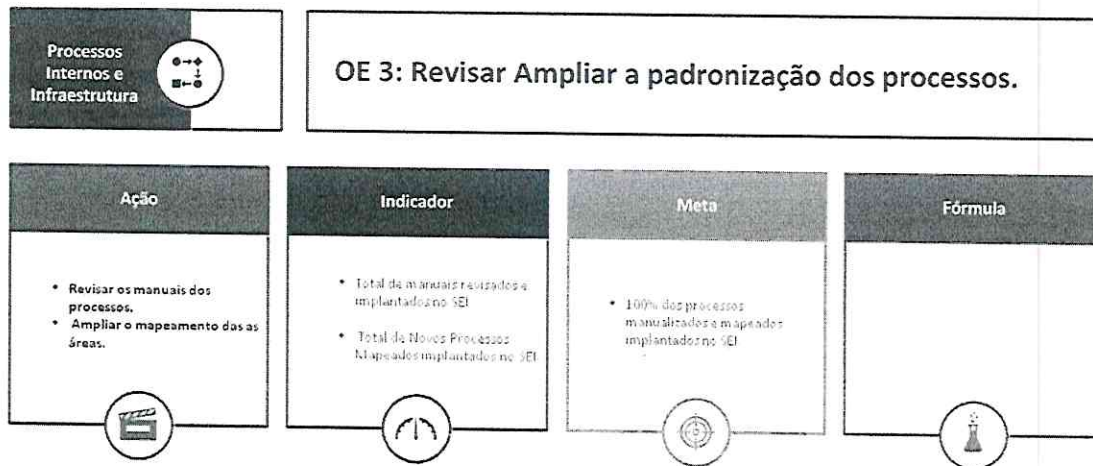 Processos
Internos e
Infraestrutura
OE 3: Revisar Ampliar a padronização dos processos.
Ação
• Revisar os manuais dos
processos.
• Ampliar o mapeamento das as
áreas.
Indicador
• Total de manuais revisados e
implantados no SEI
• Total de Novos Processos
Mapeados implantados no SEI
Meta
• 100% dos processos
manualizados e mapeados
implantados no SEI
Fórmula